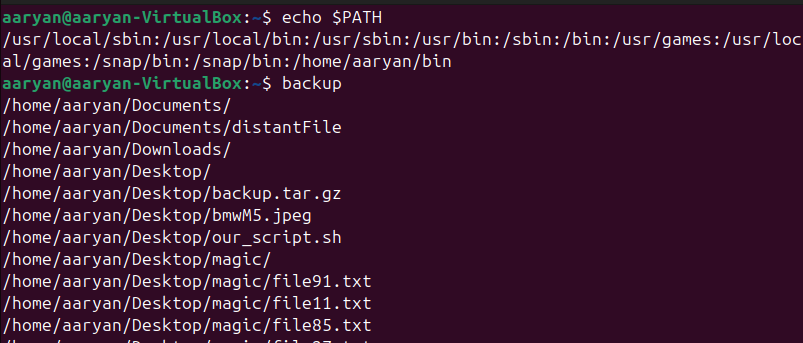 aaryan@aaryan-VirtualBox:~$ echo $PATH
/usr/local/sbin:/usr/local/bin:/usr/sbin:/usr/bin:/sbin:/bin:/usr/games:/usr/loc
al/games:/snap/bin:/snap/bin:/home/aaryan/bin
aaryan@aaryan-VirtualBox:~$ backup
/home/aaryan/Documents/
/home/aaryan/Documents/distantFile
/home/aaryan/Downloads/
/home/aaryan/Desktop/
/home/aaryan/Desktop/backup.tar.gz
/home/aaryan/Desktop/bmwM5.jpeg
/home/aaryan/Desktop/our_script.sh
/home/aaryan/Desktop/magic/
/home/aaryan/Desktop/magic/file91.txt
/home/aaryan/Desktop/magic/file11.txt
/home/aaryan/Desktop/magic/file85.txt